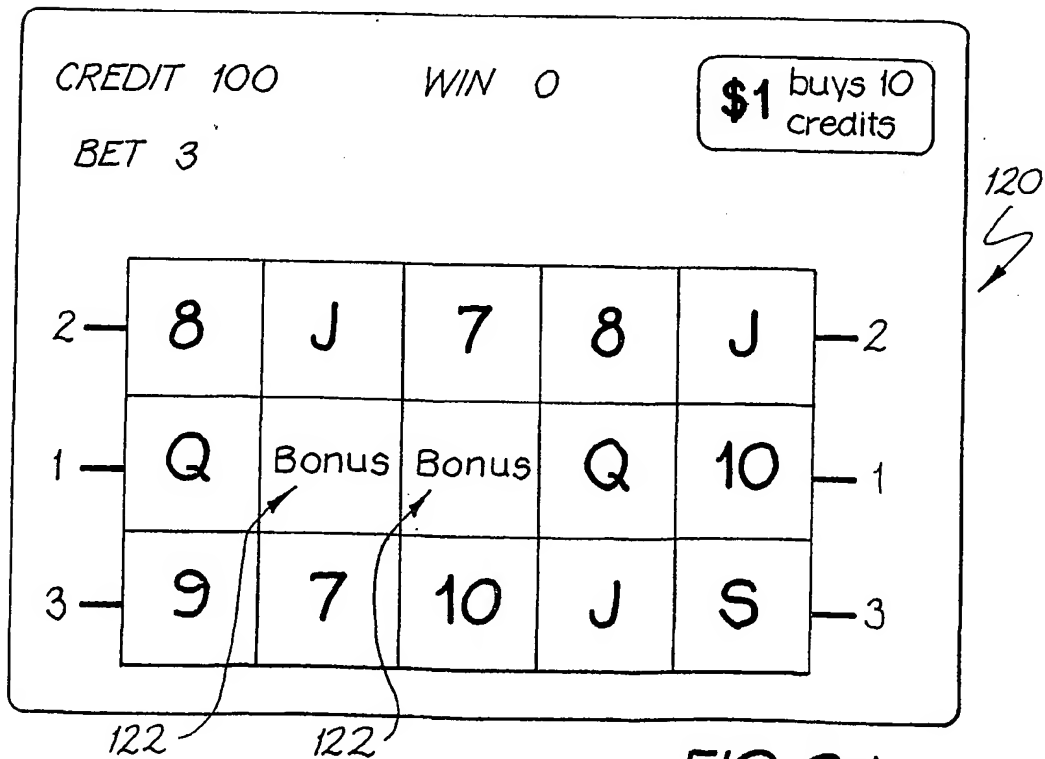 CREDIT 100 WIN 0 $1 buys 10
credits
BET 3
120
2 8 J 7 8 J 2
1 Q Bonus Bonus Q 10 1
3 9 7 10 J S 3
122 122